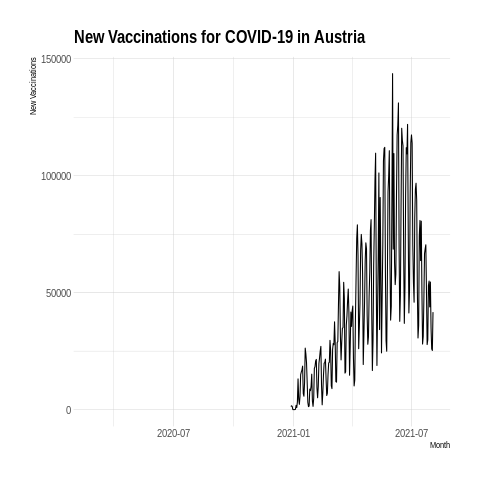 New Vaccinations for COVID-19 in Austria
New Vaccinations
150000
100000
50000
0
2020-07
2021-01
2021-07
Month